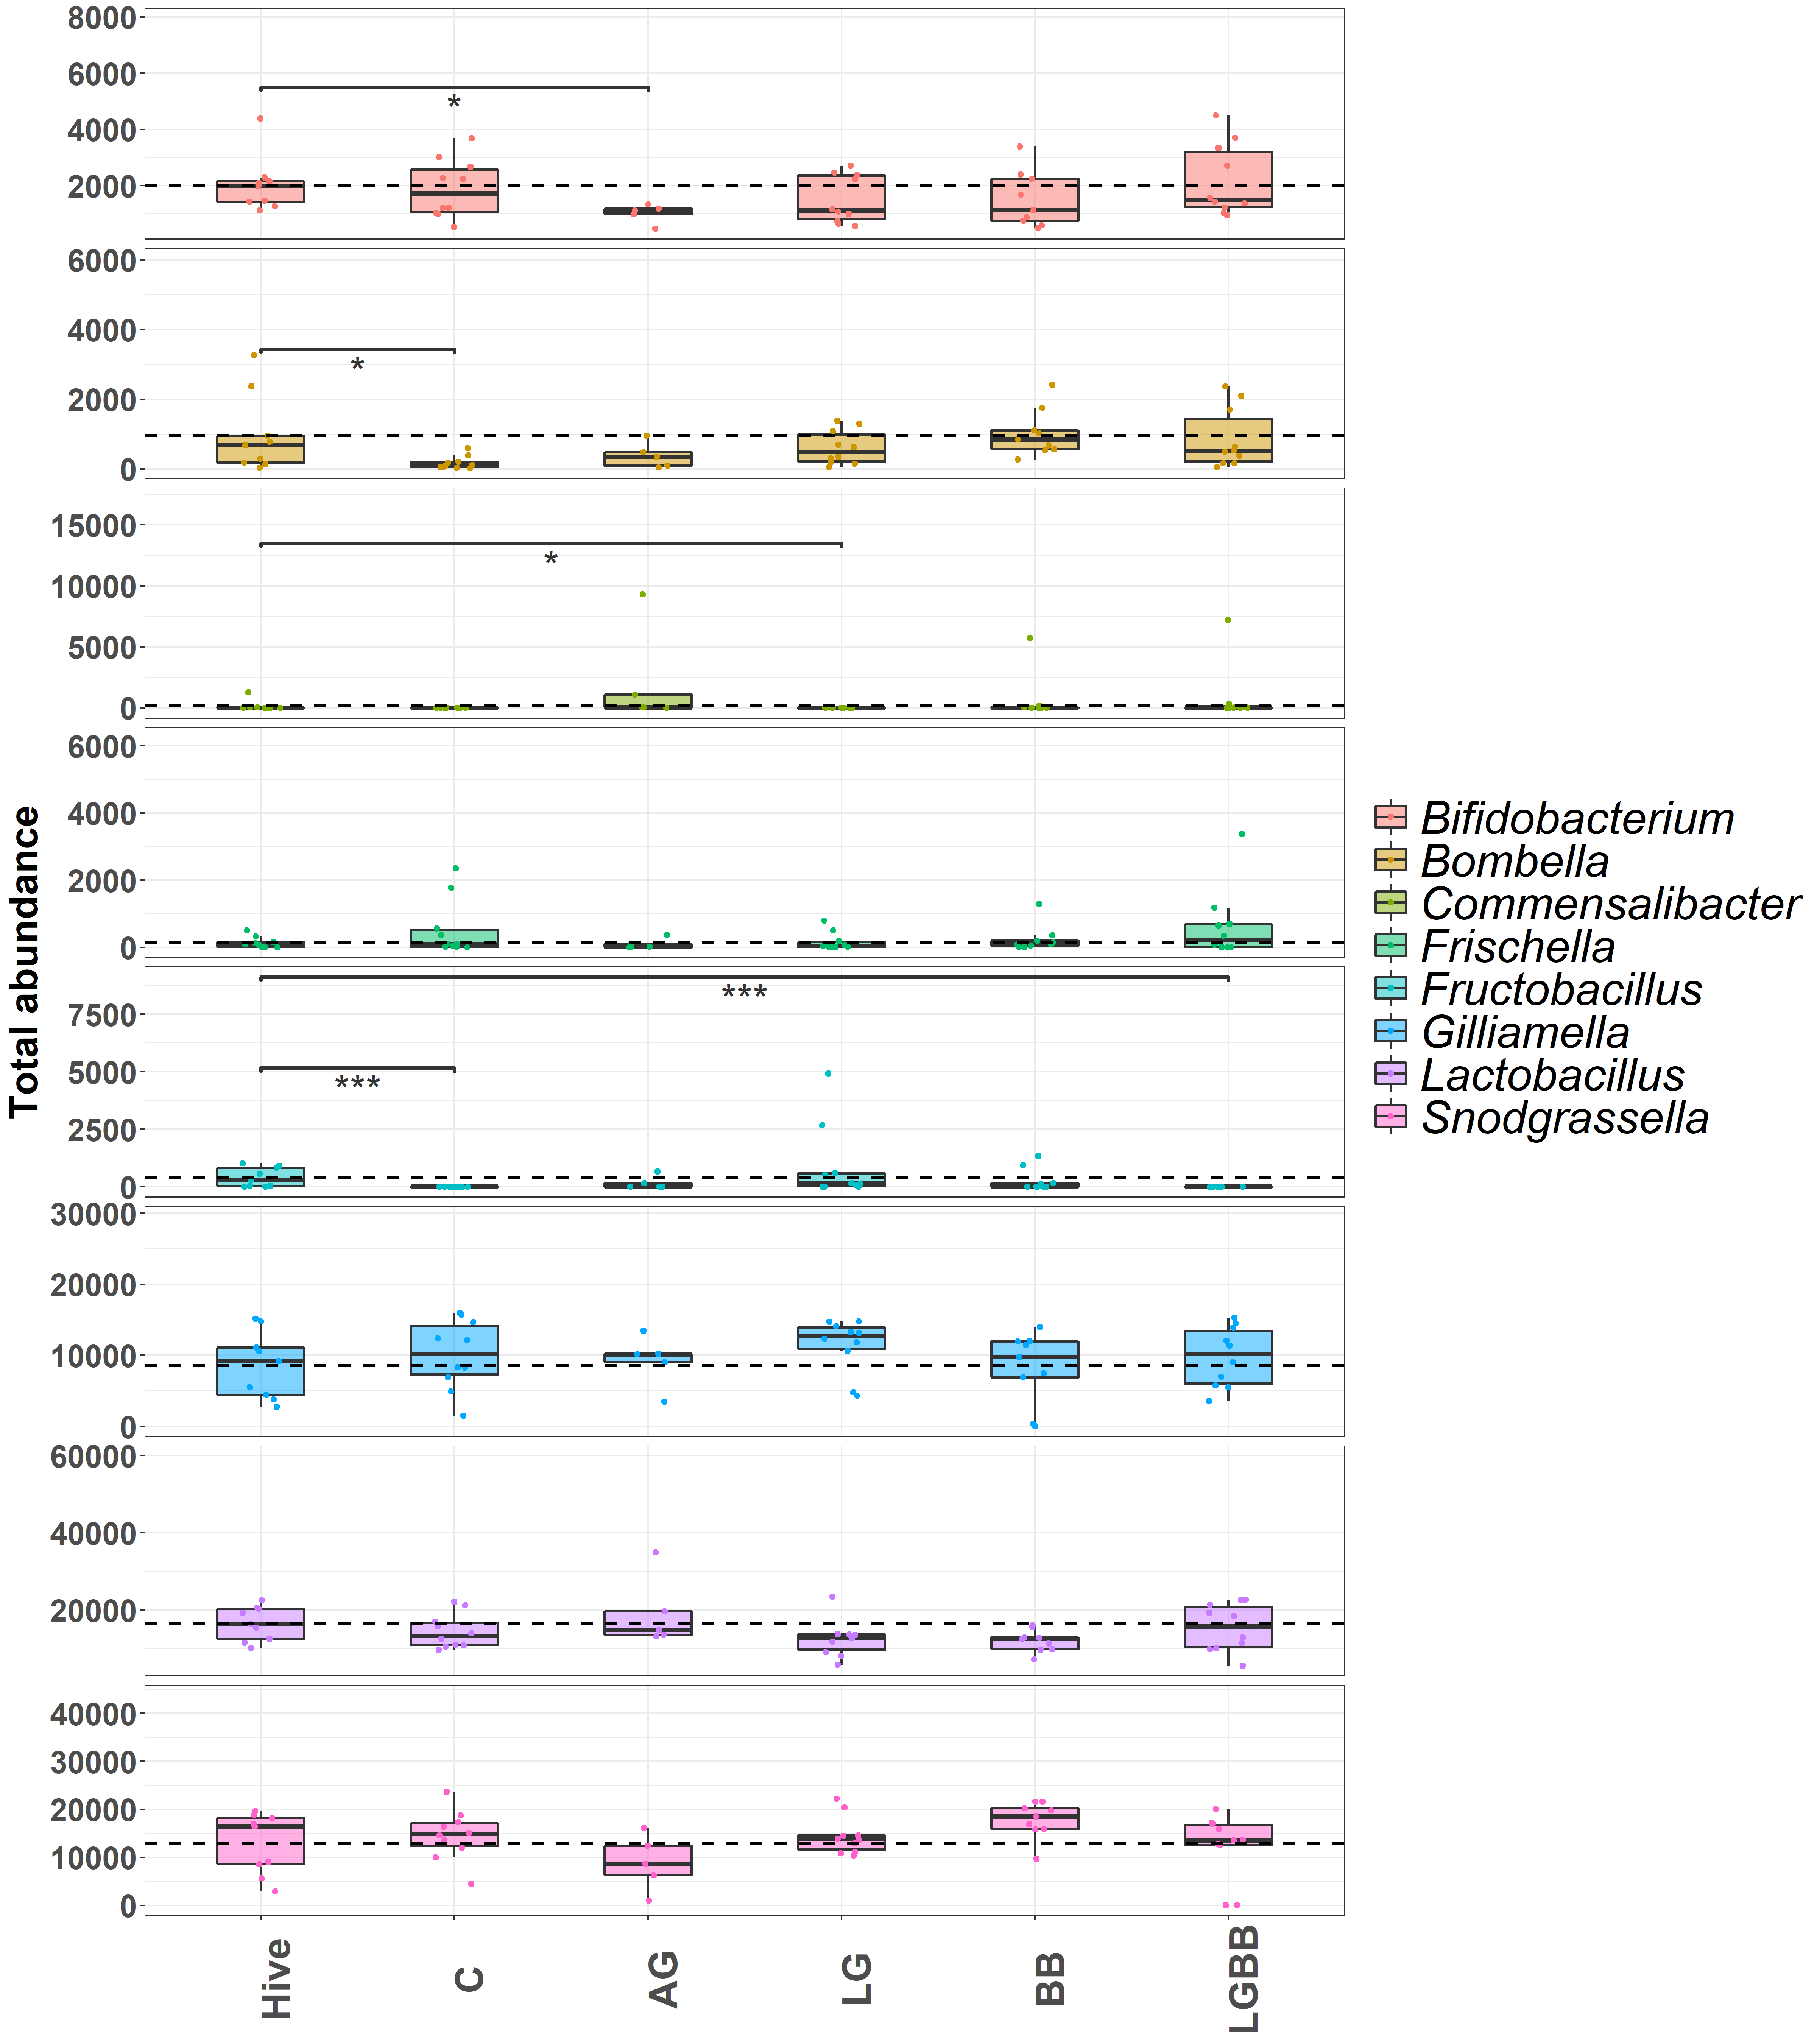 8000
6000
4000
2000
*
6000
4000
2000
0
*
15000
10000
5000
0
*
6000
4000
2000
0
7500
5000
2500
0
***
***
30000
20000
10000
0
60000
40000
20000
40000
30000
20000
10000
0
Total abundance
Hive
C
AG
LG
BB
LGBB
Bifidobacterium
Bombella
Commensalibacter
Frischella
Fructobacillus
Gilliamella
Lactobacillus
Snodgrassella